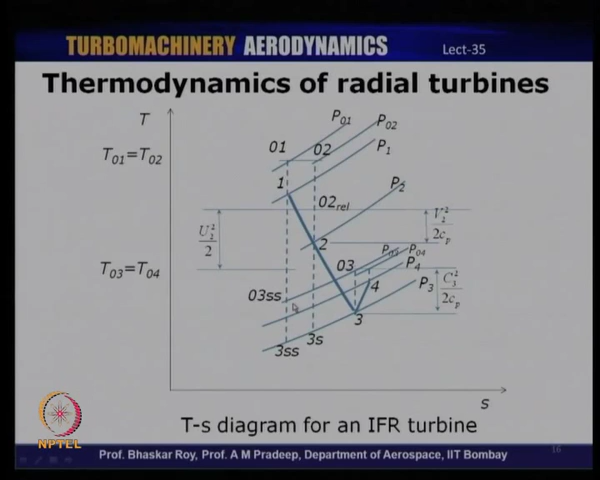 TURBOMACHINERY AERODYNAMICS
Lect-35
Thermodynamics of radial turbines
T
P01
P02
01
02
P1
T01=T02
1
P2
02rel
U2²/2
V2²/2cp
2
03
P03
P04
P4
T03=T04
4
P3
C3²/2cp
03ss
3
3s
3ss
s
T-s diagram for an IFR turbine
NPTEL
Prof. Bhaskar Roy, Prof. A M Pradeep, Department of Aerospace, IIT Bombay
16